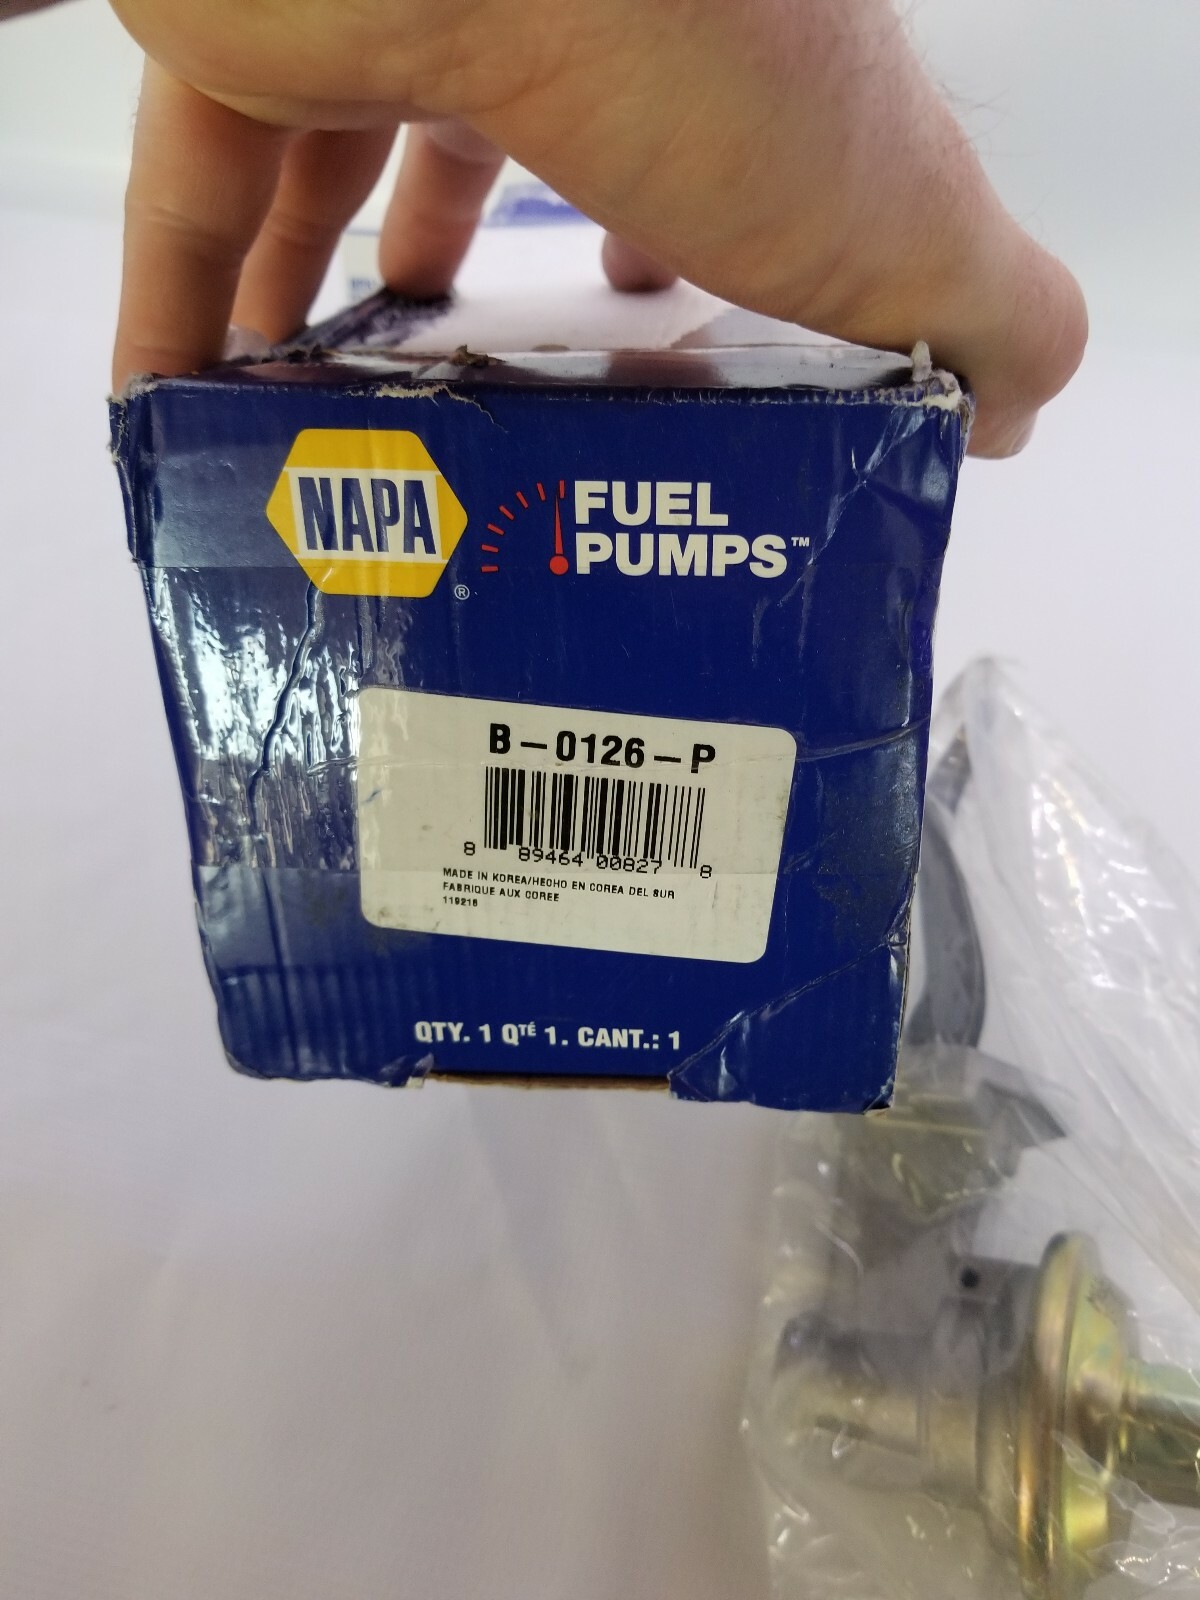 NAPA
®
FUEL
PUMPS™
B-0126-P
8 89464 00827 8
MADE IN KOREA/HECHO EN COREA DEL SUR
FABRIQUE AUX COREE
119216
QTY. 1 QTÉ 1. CANT.: 1